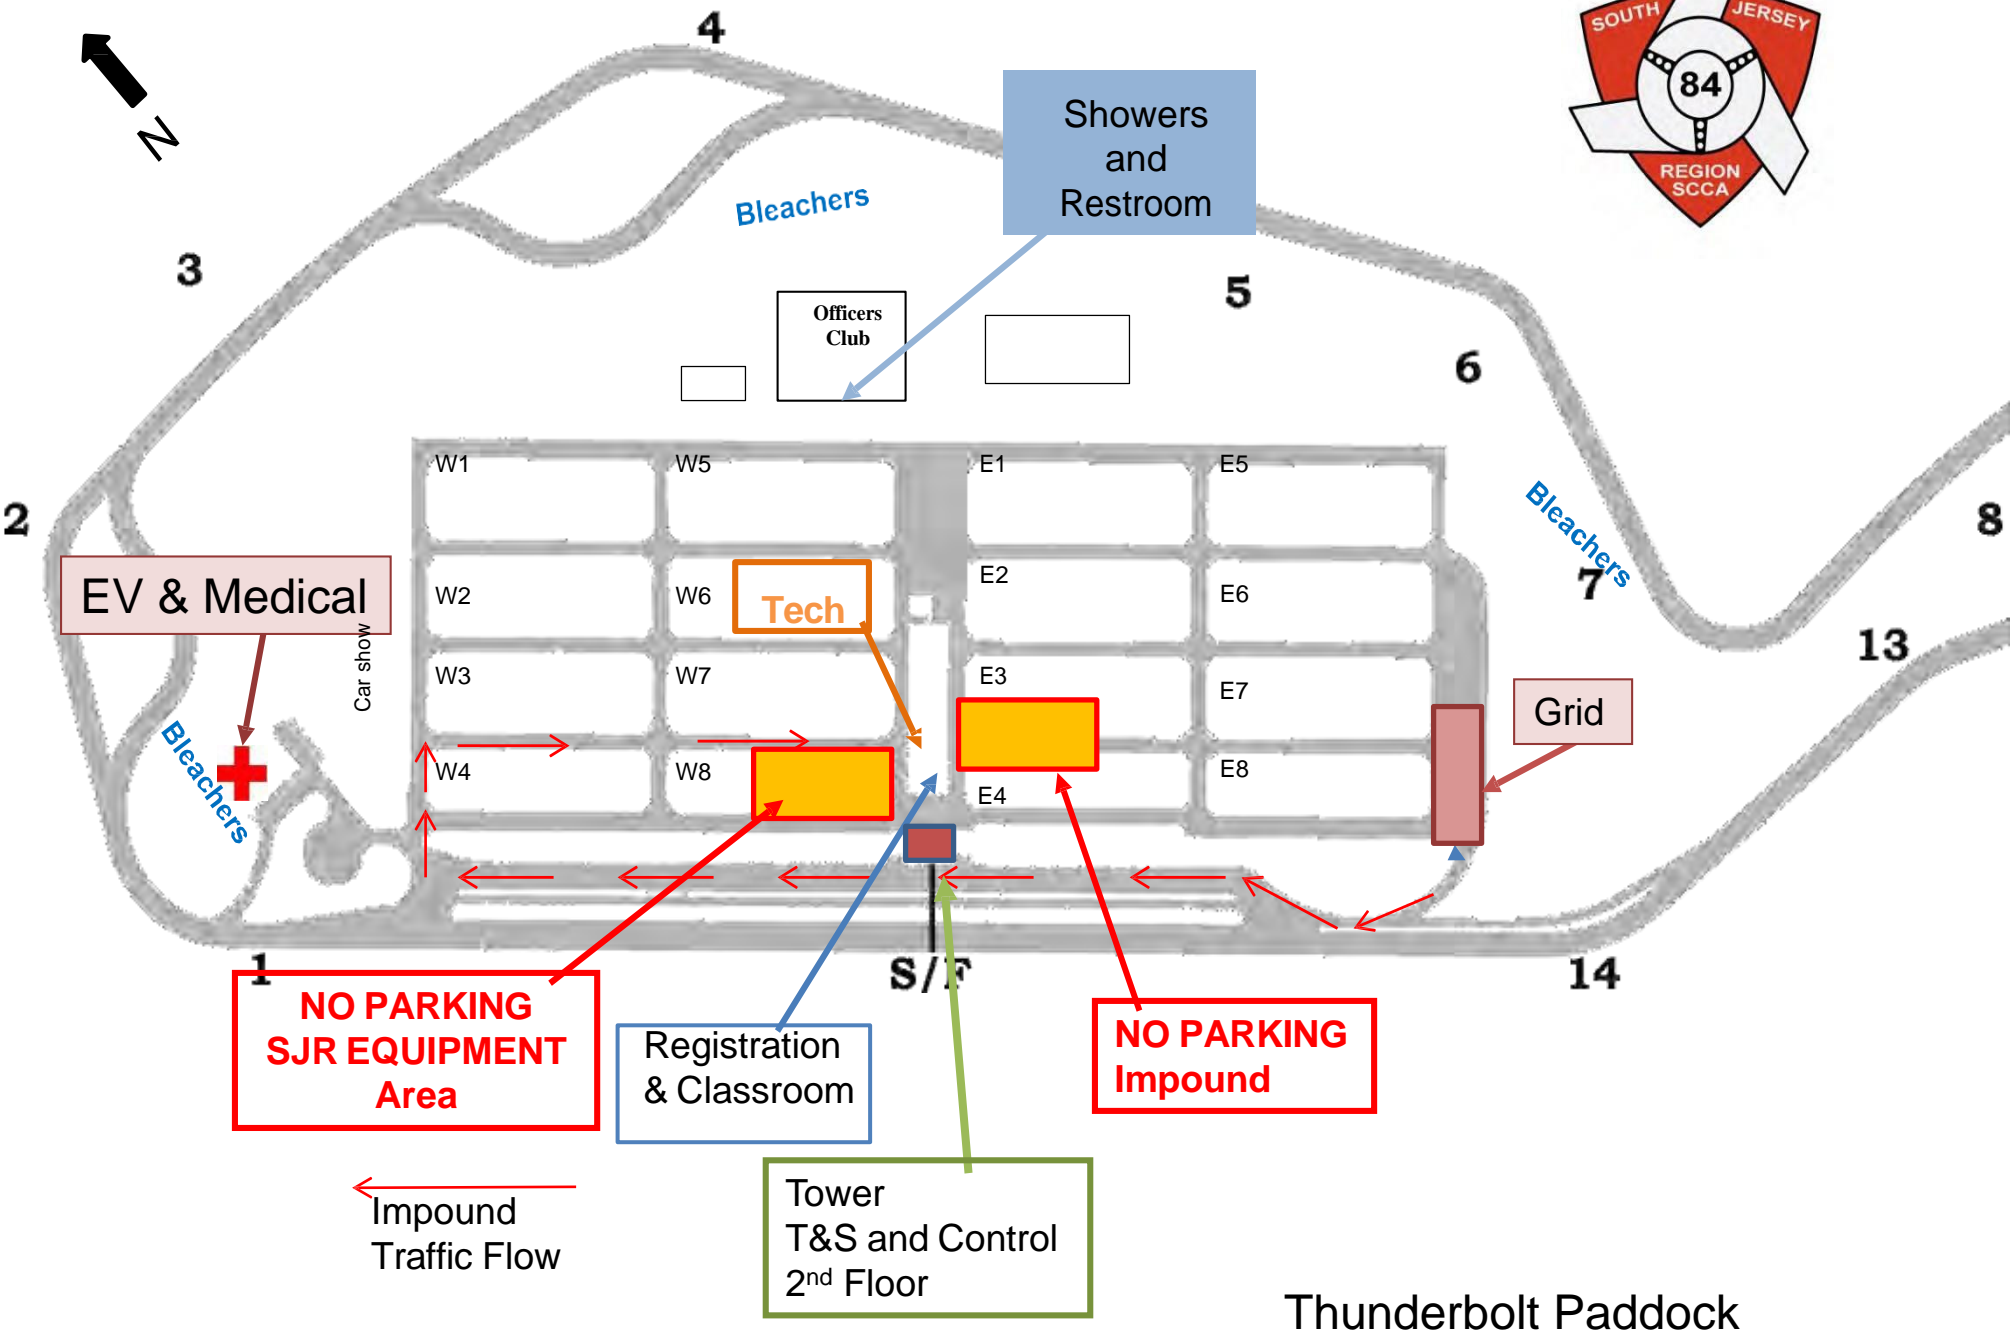 4
SOUTH
JERSEY
84
REGION
SCCA
N
Showers
and
Restroom
Bleachers
3
5
Officers
Club
6
W1
W5
E1
E5
Bleachers
2
8
EV & Medical
W2
W6
Tech
E2
E6
7
Car show
13
W3
W7
E3
E7
Grid
Bleachers
W4
W8
E4
E8
1
S/F
14
NO PARKING
SJR EQUIPMENT
Area
Registration
& Classroom
NO PARKING
Impound
Impound
Traffic Flow
Tower
T&S and Control
2nd Floor
Thunderbolt Paddock